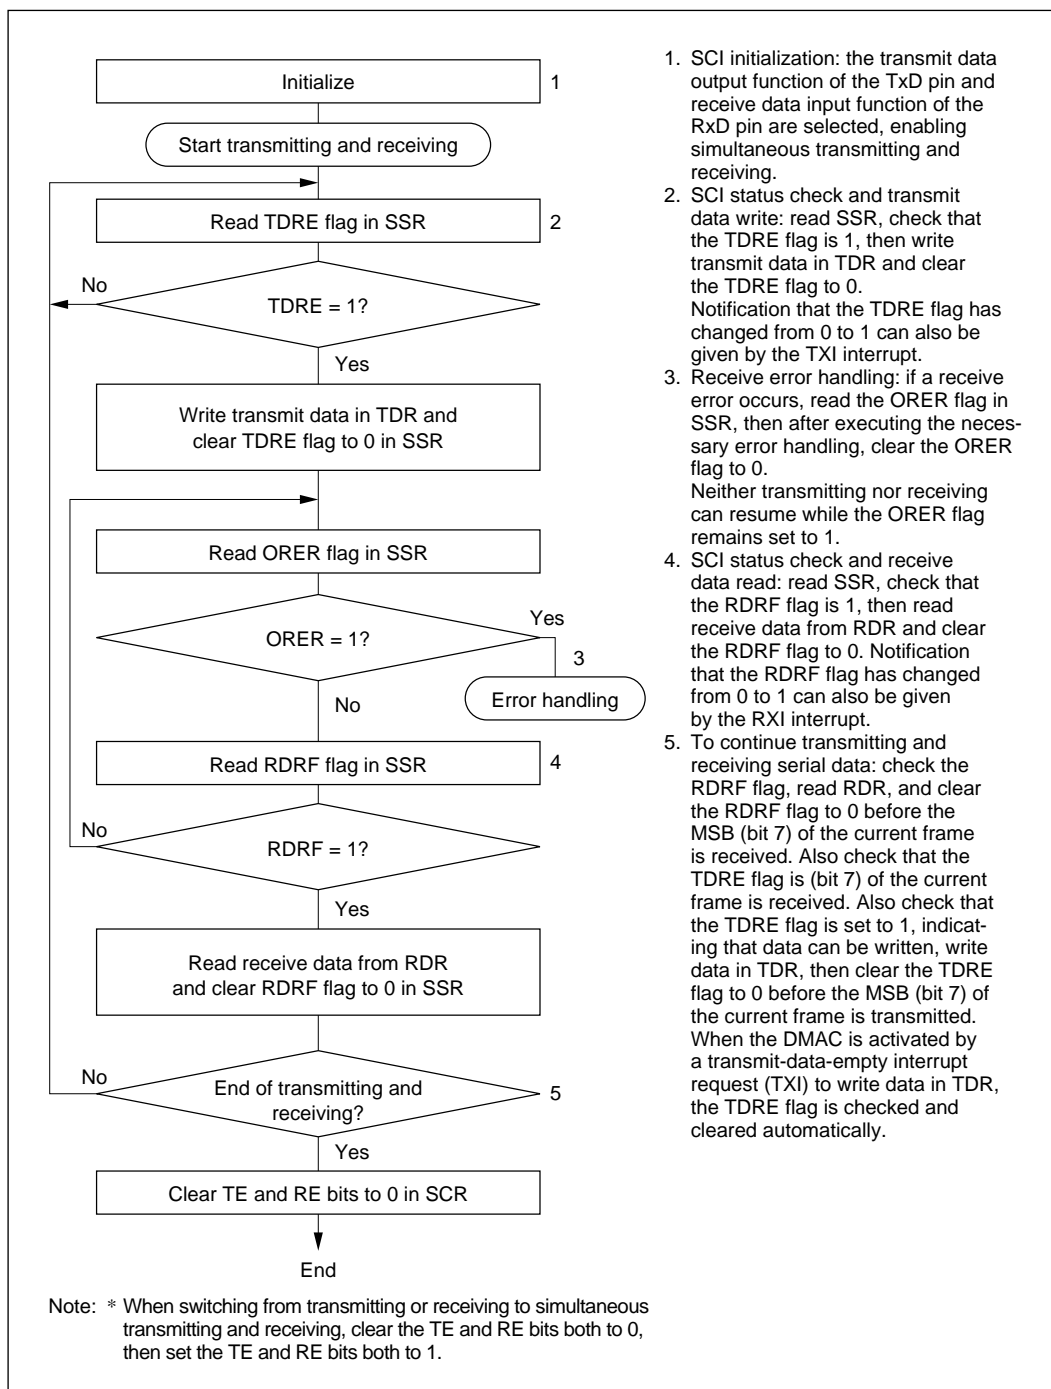 Initialize
1
Start transmitting and receiving
Read TDRE flag in SSR
2
No
TDRE = 1?
Yes
Write transmit data in TDR and
clear TDRE flag to 0 in SSR
Read ORER flag in SSR
Yes
ORER = 1?
3
Error handling
No
Read RDRF flag in SSR
4
No
RDRF = 1?
Yes
Read receive data from RDR
and clear RDRF flag to 0 in SSR
No
End of transmitting and
receiving?
5
Yes
Clear TE and RE bits to 0 in SCR
End
1. SCI initialization: the transmit data
output function of the TxD pin and
receive data input function of the
RxD pin are selected, enabling
simultaneous transmitting and
receiving.
2. SCI status check and transmit
data write: read SSR, check that
the TDRE flag is 1, then write
transmit data in TDR and clear
the TDRE flag to 0.
Notification that the TDRE flag has
changed from 0 to 1 can also be
given by the TXI interrupt.
3. Receive error handling: if a receive
error occurs, read the ORER flag in
SSR, then after executing the neces-
sary error handling, clear the ORER
flag to 0.
Neither transmitting nor receiving
can resume while the ORER flag
remains set to 1.
4. SCI status check and receive
data read: read SSR, check that
the RDRF flag is 1, then read
receive data from RDR and clear
the RDRF flag to 0. Notification
that the RDRF flag has changed
from 0 to 1 can also be given
by the RXI interrupt.
5. To continue transmitting and
receiving serial data: check the
RDRF flag, read RDR, and clear
the RDRF flag to 0 before the
MSB (bit 7) of the current frame
is received. Also check that the
TDRE flag is (bit 7) of the current
frame is received. Also check that
the TDRE flag is set to 1, indicat-
ing that data can be written, write
data in TDR, then clear the TDRE
flag to 0 before the MSB (bit 7) of
the current frame is transmitted.
When the DMAC is activated by
a transmit-data-empty interrupt
request (TXI) to write data in TDR,
the TDRE flag is checked and
cleared automatically.
Note: * When switching from transmitting or receiving to simultaneous
transmitting and receiving, clear the TE and RE bits both to 0,
then set the TE and RE bits both to 1.